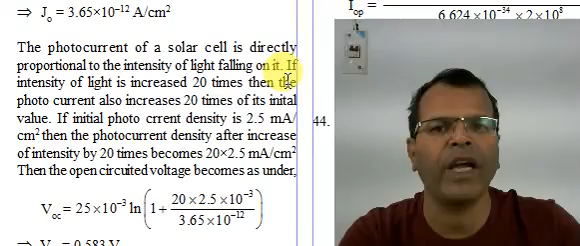 ⇒ Jo = 3.65×10⁻¹² A/cm²
The photocurrent of a solar cell is directly
proportional to the intensity of light falling on it. If
intensity of light is increased 20 times then the
photo current also increases 20 times of its inital
value. If initial photo crrent density is 2.5 mA/
cm² then the photocurrent density after increase
of intensity by 20 times becomes 20×2.5 mA/cm²
Then the open circuited voltage becomes as under,
Voc = 25×10⁻³ ln(1+ (20×2.5×10⁻³)/(3.65×10⁻¹²))
⇒ V = 0.583 V
Iop =
6.624×10⁻³⁴ ×2×10⁸
44.